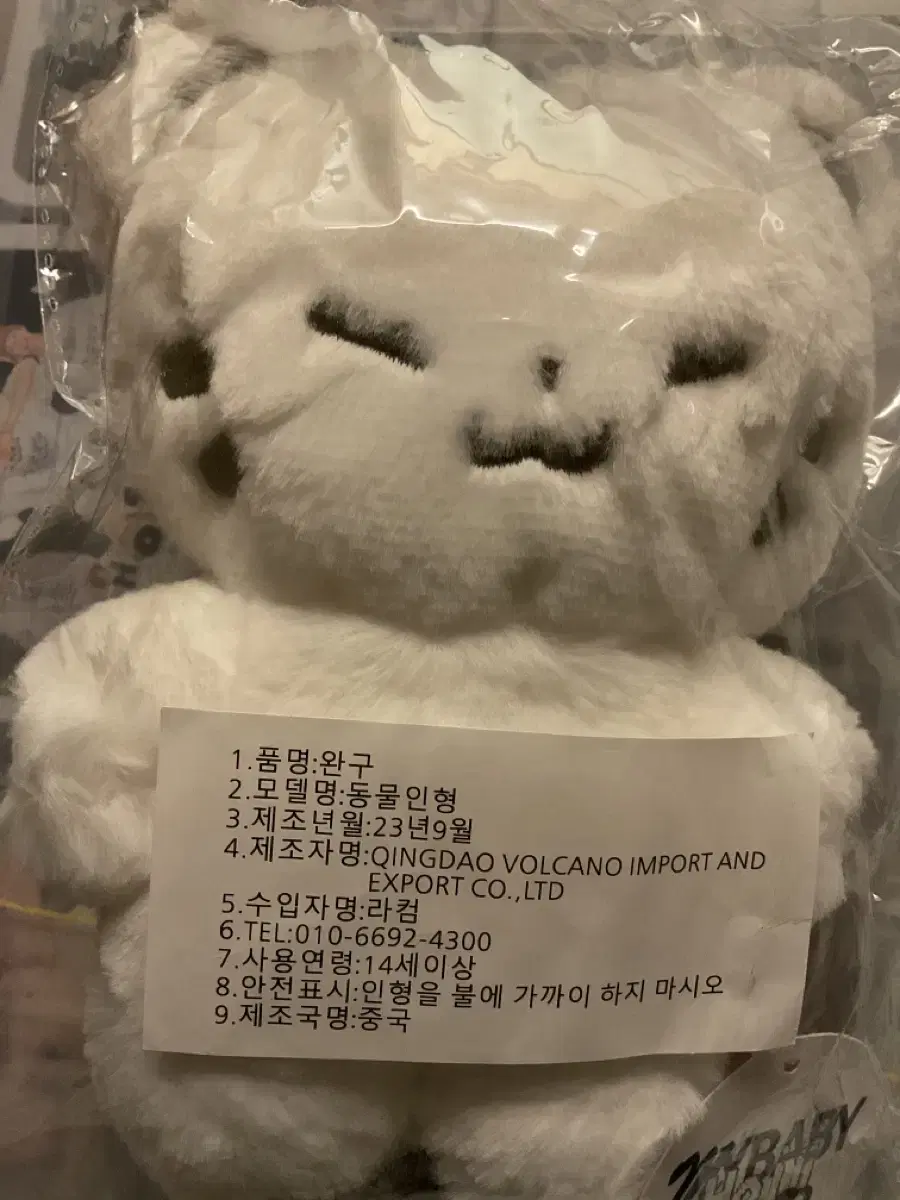 1.품명:완구
2.모델명:동물인형
3.제조년월:23년9월
4.제조자명:QINGDAO VOLCANO IMPORT AND
EXPORT CO.,LTD
5.수입자명:라컴
6.TEL:010-6692-4300
7.사용연령:14세이상
8.안전표시:인형을 불에 가까이 하지 마시오
9.제조국명:중국
BABY